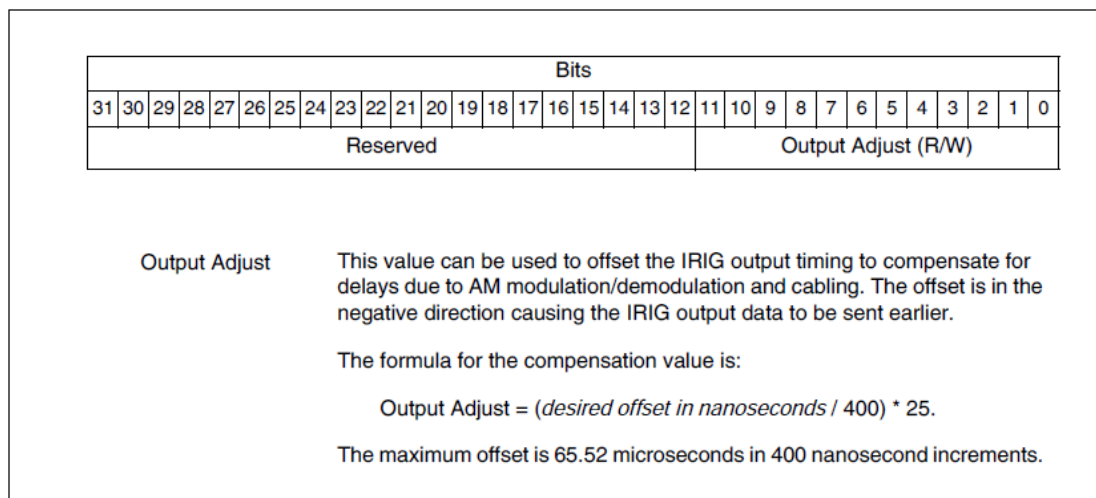 Bits
31 30 29 28 27 26 25 24 23 22 21 20 19 18 17 16 15 14 13 12 11 10 9 8 7 6 5 4 3 2 1 0
Reserved Output Adjust (R/W)
Output Adjust This value can be used to offset the IRIG output timing to compensate for
delays due to AM modulation/demodulation and cabling. The offset is in the
negative direction causing the IRIG output data to be sent earlier.
The formula for the compensation value is:
Output Adjust = (desired offset in nanoseconds / 400) * 25.
The maximum offset is 65.52 microseconds in 400 nanosecond increments.